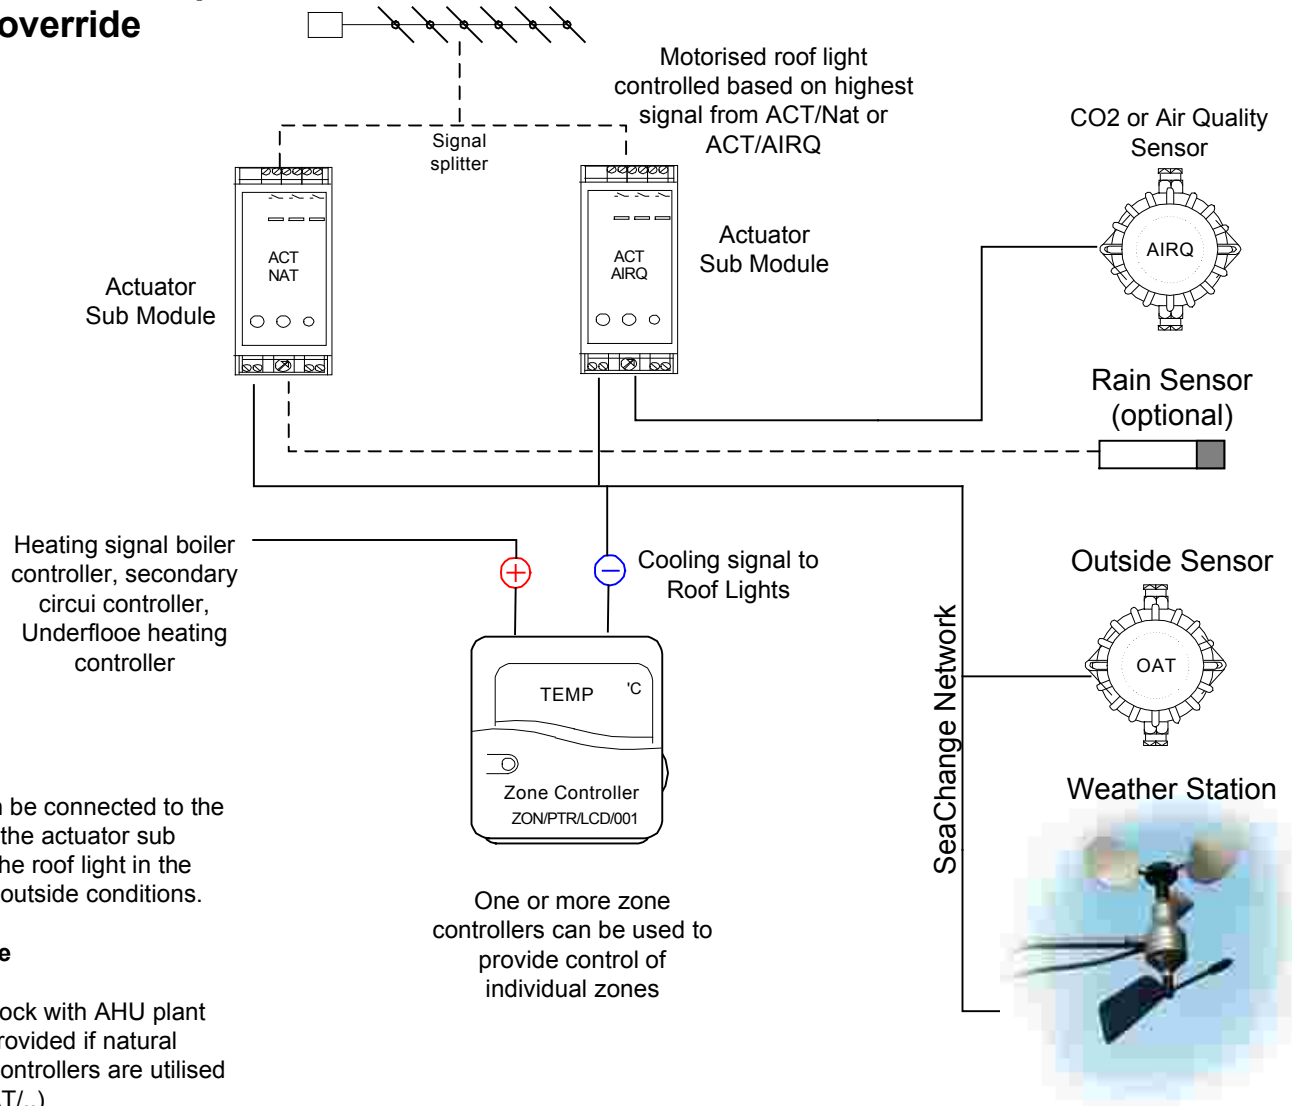 override
Motorised roof light
controlled based on highest
signal from ACT/Nat or
ACT/AIRQ
CO2 or Air Quality
Sensor
Signal
splitter
ACT
NAT
ACT
AIRQ
Actuator
Sub Module
AIRQ
Actuator
Sub Module
Rain Sensor
(optional)
Heating signal boiler
controller, secondary
circui controller,
Underflooe heating
controller
Cooling signal to
Roof Lights
Outside Sensor
OAT
SeaChange Network
TEMP 'C
Zone Controller
ZON/PTR/LCD/001
Weather Station
be connected to the
the actuator sub
he roof light in the
outside conditions.
One or more zone
controllers can be used to
provide control of
individual zones
e
ock with AHU plant
rovided if natural
ontrollers are utilised
T/..)